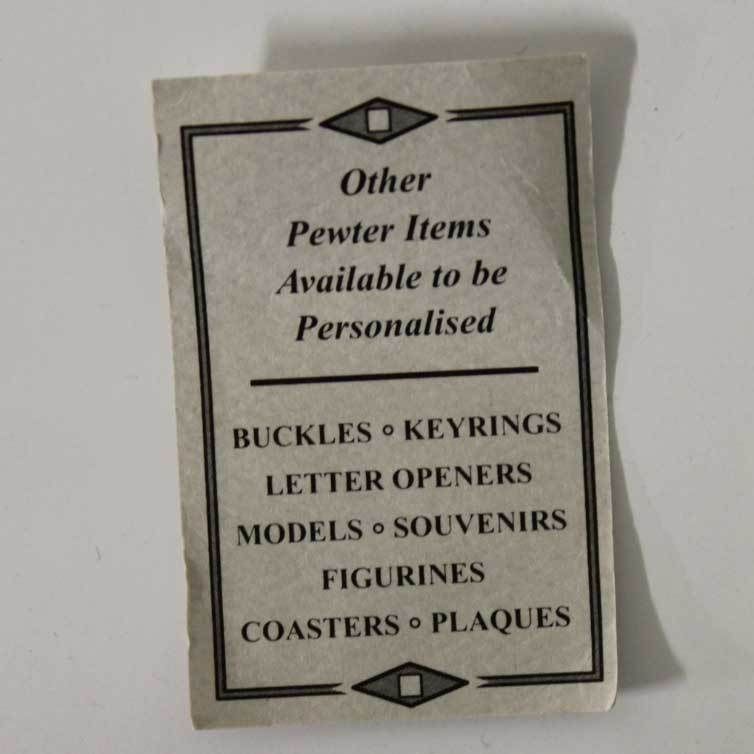 Other
Pewter Items
Available to be
Personalised
BUCKLES ∘ KEYRINGS
LETTER OPENERS
MODELS ∘ SOUVENIRS
FIGURINES
COASTERS ∘ PLAQUES